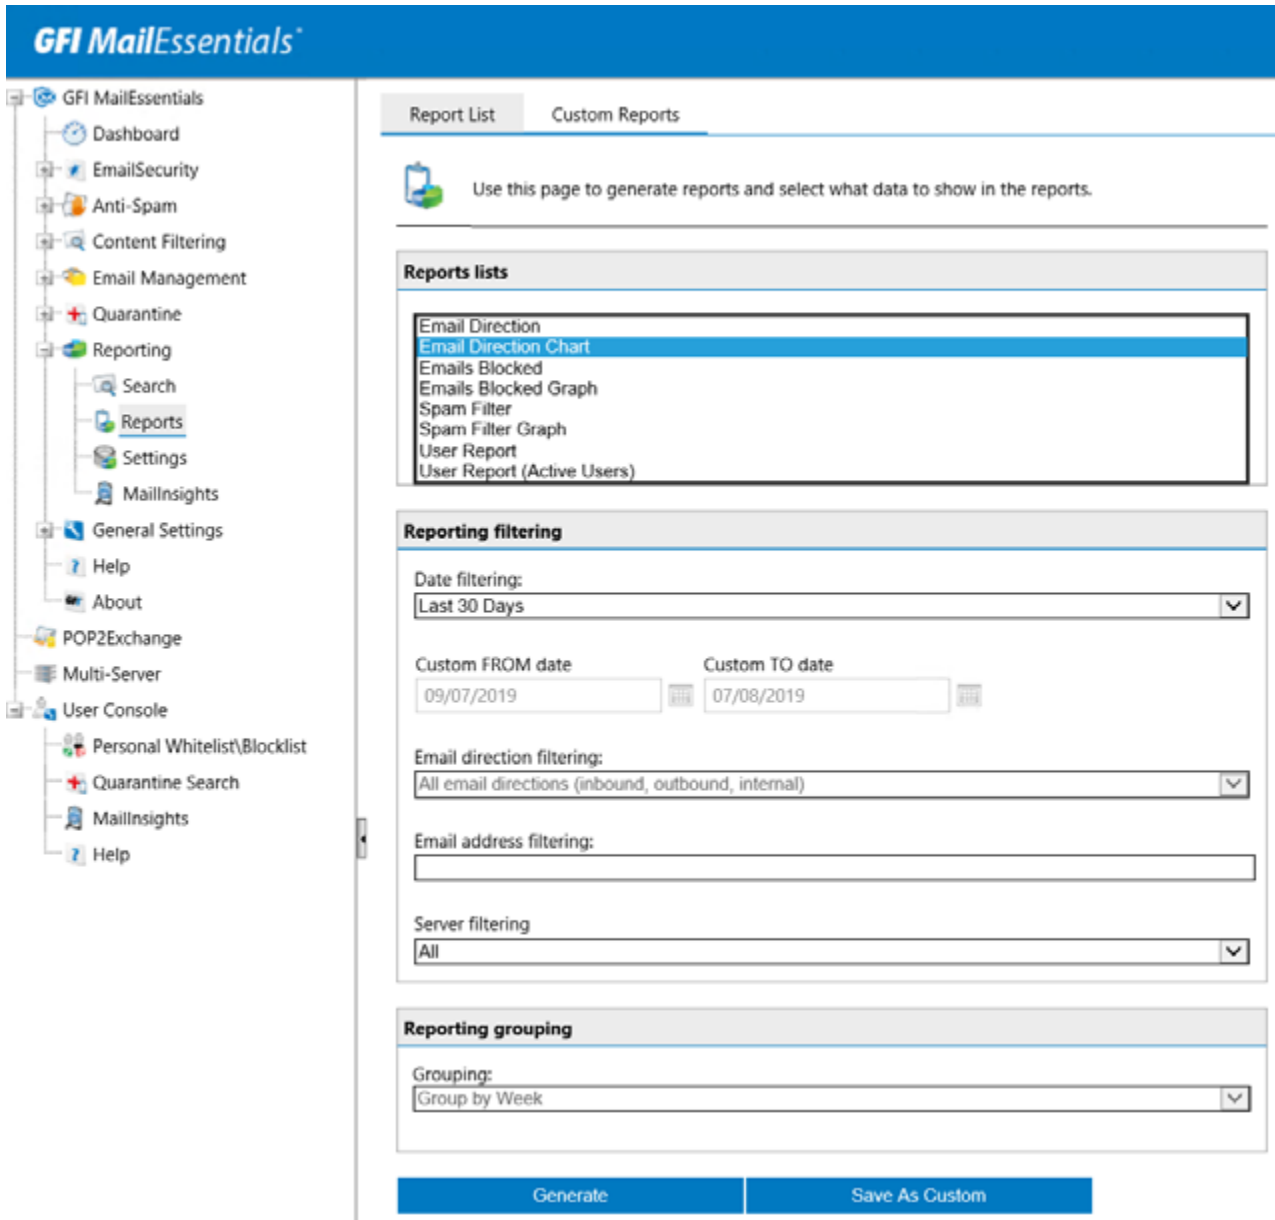 GFI MailEssentials
GFI MailEssentials
Dashboard
EmailSecurity
Anti-Spam
Content Filtering
Email Management
Quarantine
Reporting
Search
Reports
Settings
MailInsights
General Settings
Help
About
POP2Exchange
Multi-Server
User Console
Personal Whitelist\Blocklist
Quarantine Search
MailInsights
Help
Report List
Custom Reports
Use this page to generate reports and select what data to show in the reports.
Reports lists
Email Direction
Email Direction Chart
Emails Blocked
Emails Blocked Graph
Spam Filter
Spam Filter Graph
User Report
User Report (Active Users)
Reporting filtering
Date filtering:
Last 30 Days
Custom FROM date Custom TO date
09/07/2019 07/08/2019
Email direction filtering:
All email directions (inbound, outbound, internal)
Email address filtering:
Server filtering
All
Reporting grouping
Grouping:
Group by Week
Generate Save As Custom